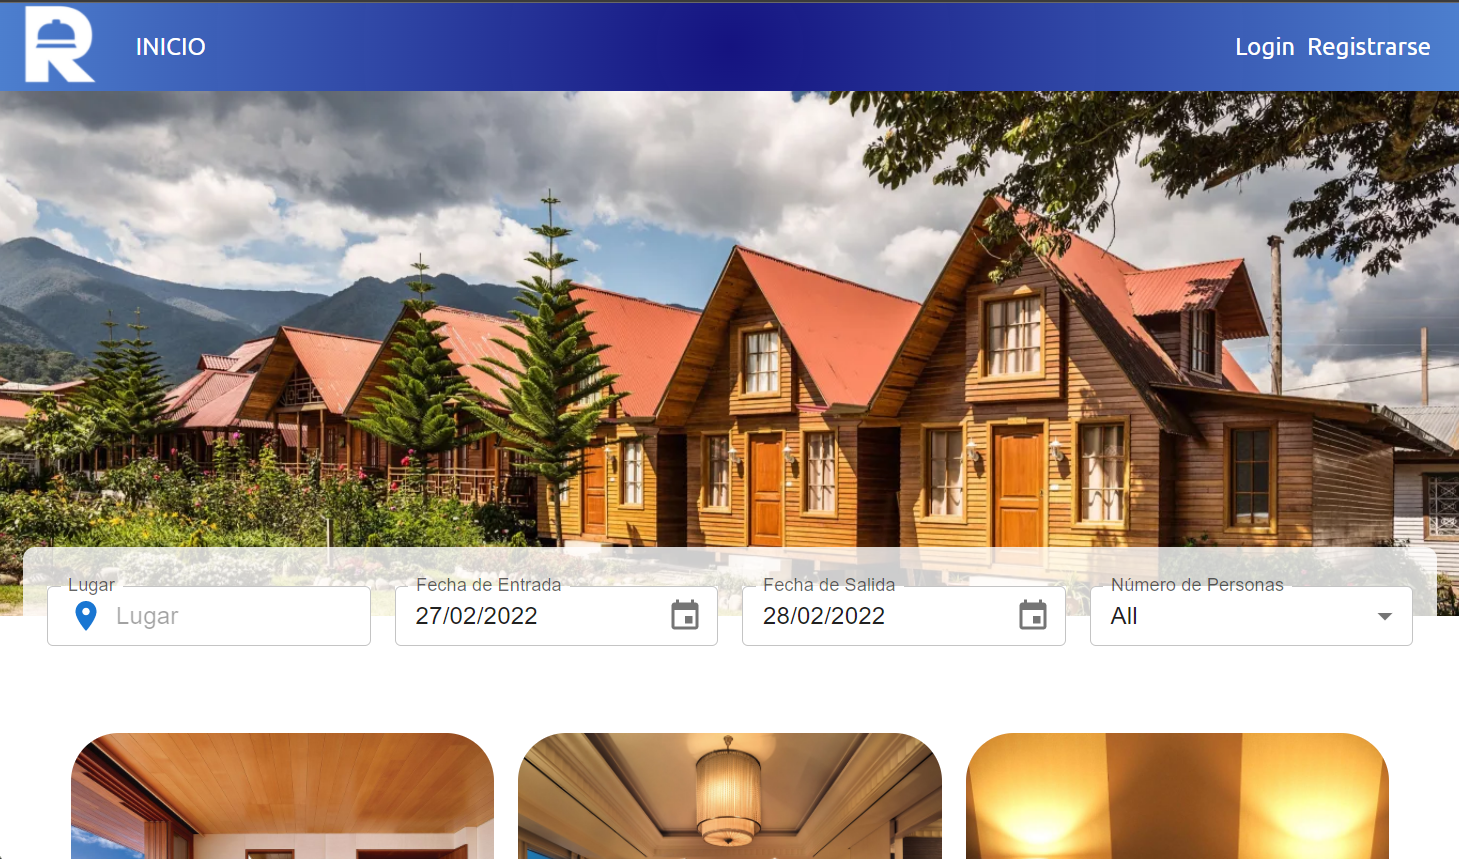 R INICIO Login Registrarse
Lugar Fecha de Entrada Fecha de Salida Número de Personas
Lugar 27/02/2022 28/02/2022 All